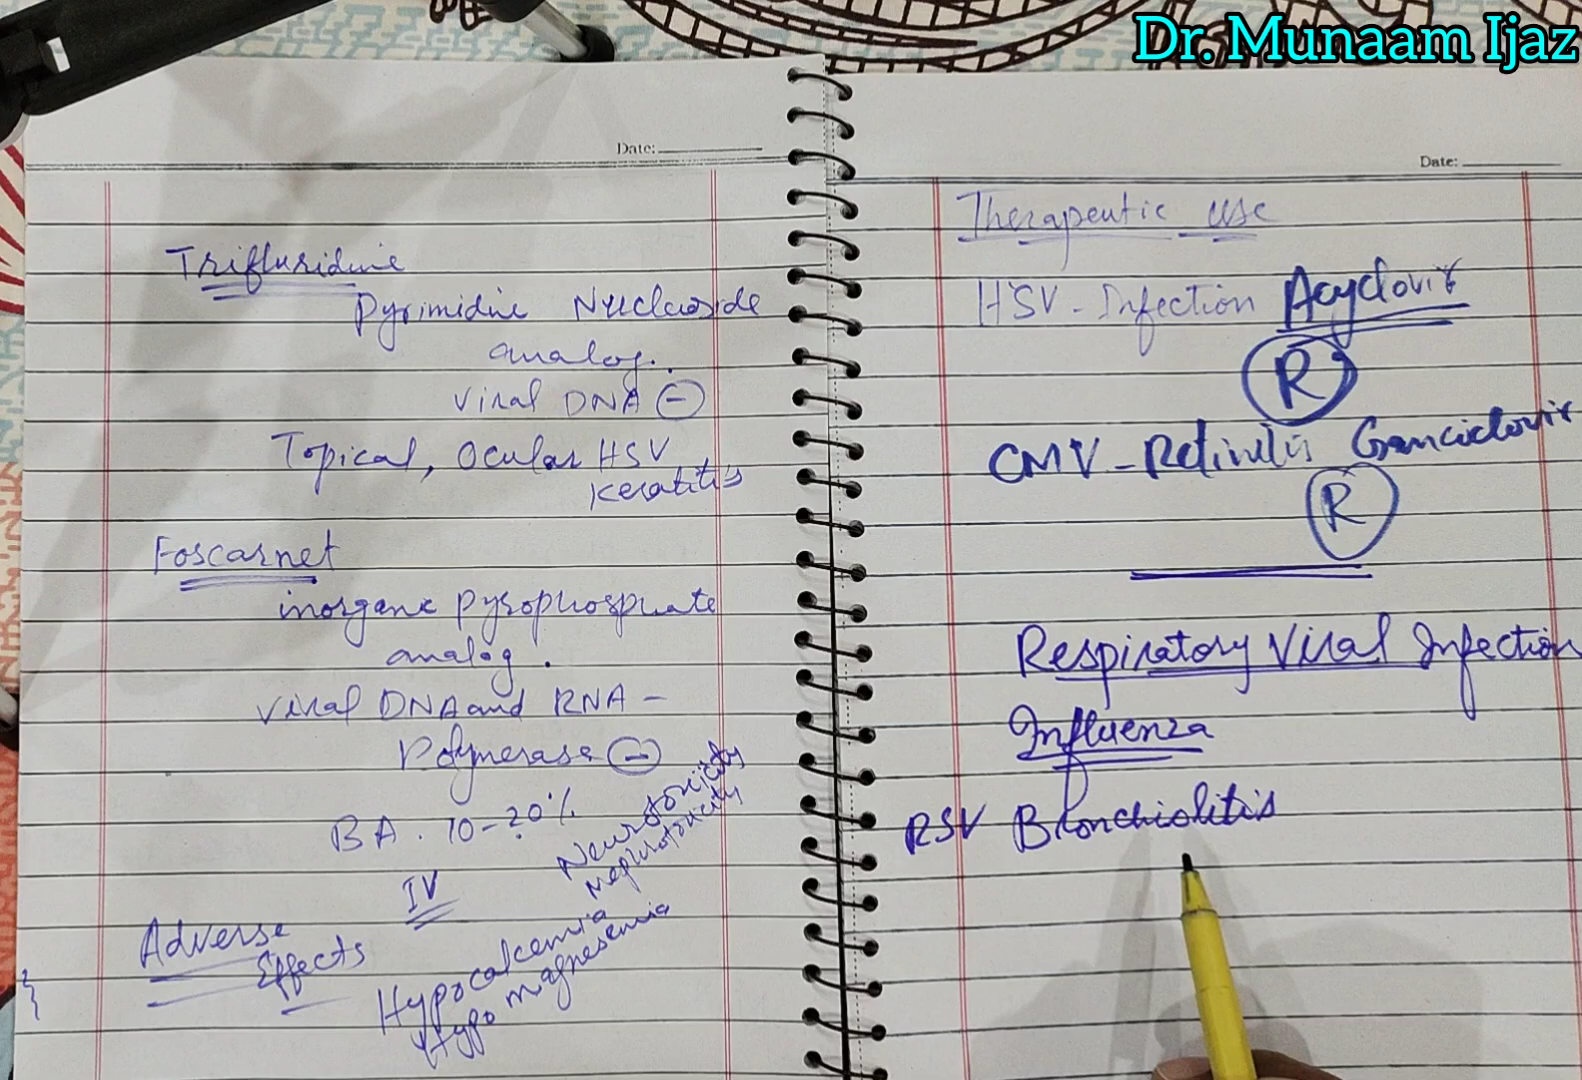 Dr. Munaam Ijaz
Date:
Trifluridine
Pyrimidine Nucleoside
analog.
Viral DNA -
Topical, Ocular HSV
Keratitis
Foscarnet
inorganic pyrophosphate
analog.
Viral DNA and RNA -
Polymerase -
BA. 10-20%
IV
Neurotoxicity
Nephrotoxicity
Adverse
Effects
Hypocalcemia
Hypo magnesemia
Date:
Therapeutic use
HSV - Infection Acyclovir
R
CMV - Retinitis Ganciclovir
R
Respiratory Viral Infection
Influenza
RSV Bronchiolitis